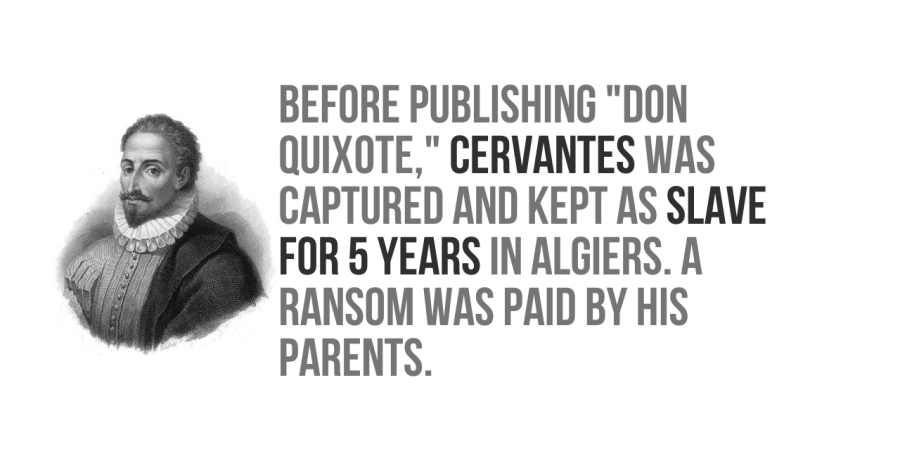 BEFORE PUBLISHING "DON
QUIXOTE," CERVANTES WAS
CAPTURED AND KEPT AS SLAVE
FOR 5 YEARS IN ALGIERS. A
RANSOM WAS PAID BY HIS
PARENTS.